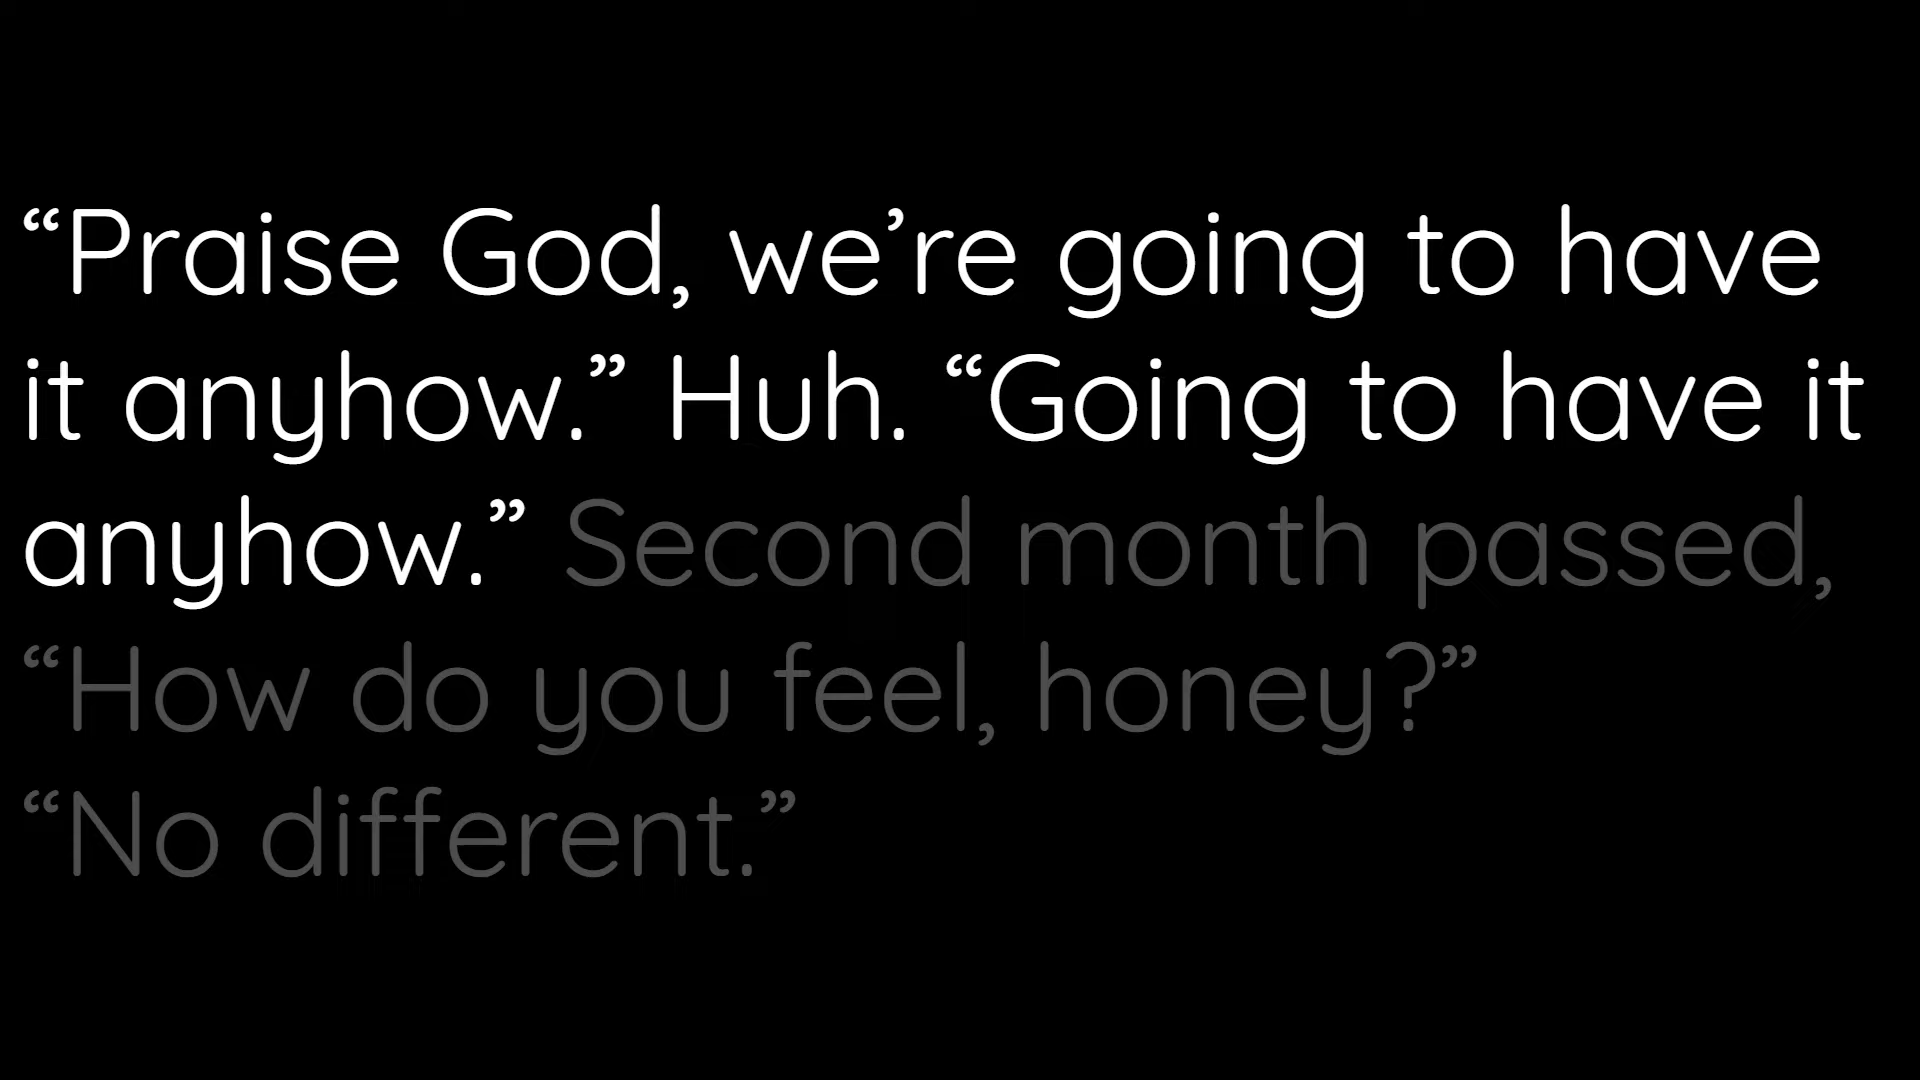 “Praise God, we’re going to have
it anyhow.” Huh. “Going to have it
anyhow.” Second month passed,
“How do you feel, honey?”
“No different.”